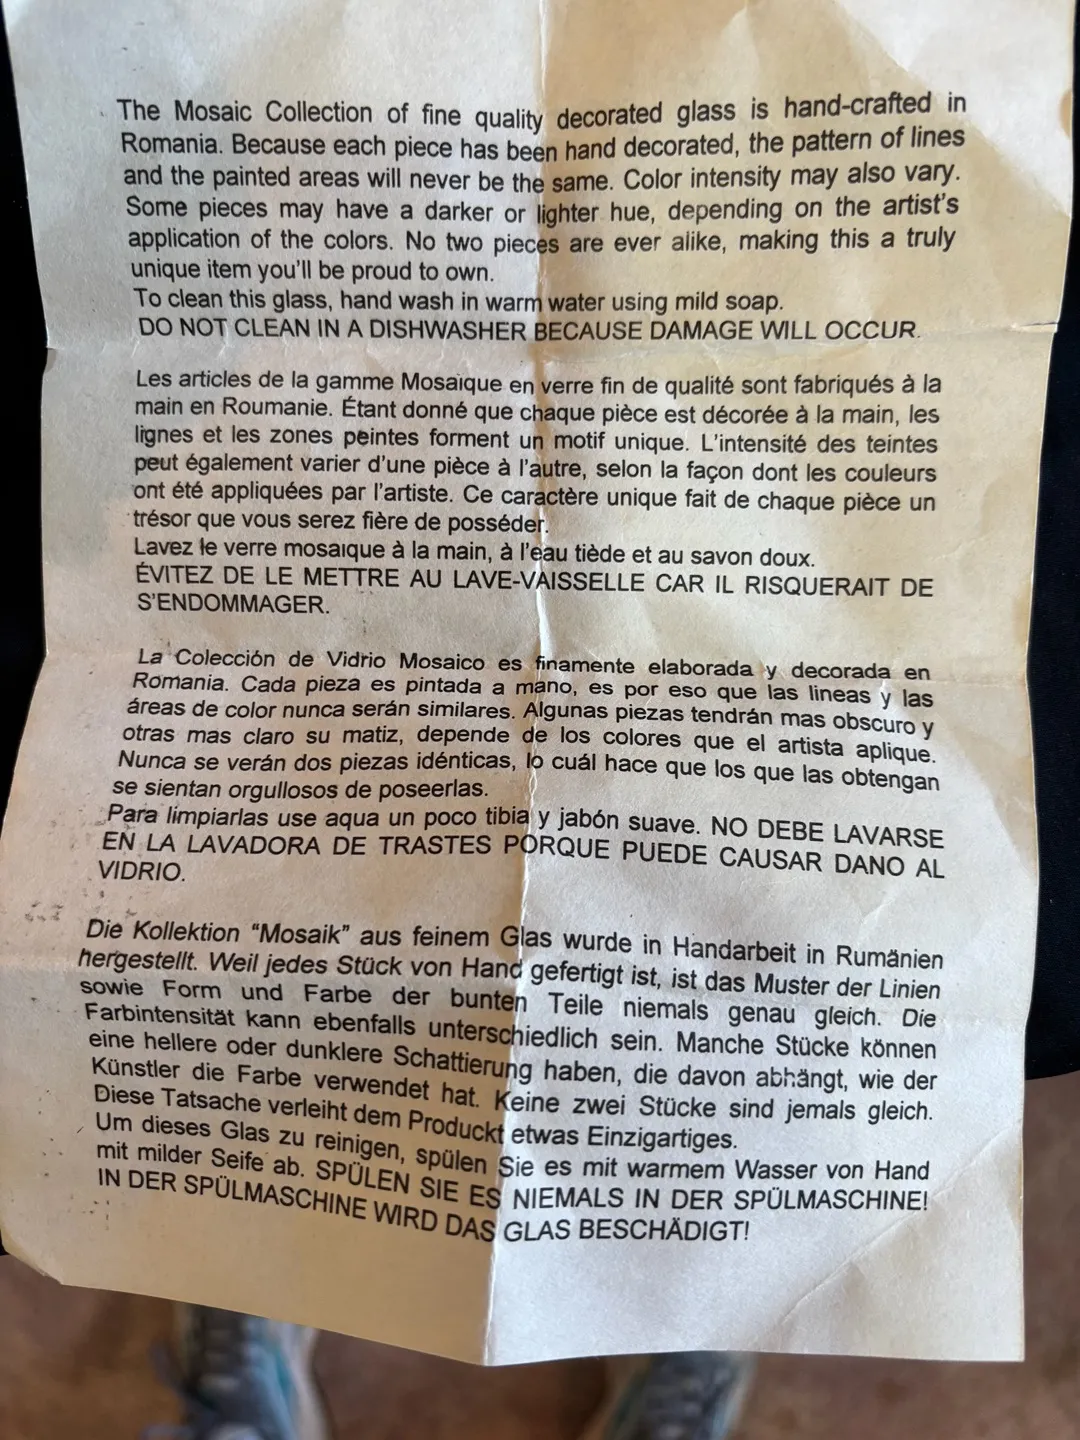 The Mosaic Collection of fine quality decorated glass is hand-crafted in
Romania. Because each piece has been hand decorated, the pattern of lines
and the painted areas will never be the same. Color intensity may also vary.
Some pieces may have a darker or lighter hue, depending on the artist's
application of the colors. No two pieces are ever alike, making this a truly
unique item you'll be proud to own.
To clean this glass, hand wash in warm water using mild soap.
DO NOT CLEAN IN A DISHWASHER BECAUSE DAMAGE WILL OCCUR.
Les articles de la gamme Mosaïque en verre fin de qualité sont fabriqués à la
main en Roumanie. Étant donné que chaque pièce est décorée à la main, les
lignes et les zones peintes forment un motif unique. L'intensité des teintes
peut également varier d'une pièce à l'autre, selon la façon dont les couleurs
ont été appliquées par l'artiste. Ce caractère unique fait de chaque pièce un
trésor que vous serez fière de posséder.
Lavez le verre mosaïque à la main, à l'eau tiède et au savon doux.
ÉVITEZ DE LE METTRE AU LAVE-VAISSELLE CAR IL RISQUERAIT DE
S'ENDOMMAGER.
La Colección de Vidrio Mosaico es finamente elaborada y decorada en
Romania. Cada pieza es pintada a mano, es por eso que las lineas y las
áreas de color nunca serán similares. Algunas piezas tendrán mas obscuro y
otras mas claro su matiz, depende de los colores que el artista aplique.
Nunca se verán dos piezas idénticas, lo cuál hace que los que las obtengan
se sientan orgullosos de poseerlas.
Para limpiarlas use aqua un poco tibia y jabón suave. NO DEBE LAVARSE
EN LA LAVADORA DE TRASTES PORQUE PUEDE CAUSAR DANO AL
VIDRIO.
Die Kollektion "Mosaik" aus feinem Glas wurde in Handarbeit in Rumänien
hergestellt. Weil jedes Stück von Hand gefertigt ist, ist das Muster der Linien
sowie Form und Farbe der bunten Teile niemals genau gleich. Die
Farbintensität kann ebenfalls unterschiedlich sein. Manche Stücke können
eine hellere oder dunklere Schattierung haben, die davon abhängt, wie der
Künstler die Farbe verwendet hat. Keine zwei Stücke sind jemals gleich.
Diese Tatsache verleiht dem Produckt etwas Einzigartiges.
Um dieses Glas zu reinigen, spülen Sie es mit warmem Wasser von Hand
mit milder Seife ab. SPÜLEN SIE ES NIEMALS IN DER SPÜLMASCHINE!
IN DER SPÜLMASCHINE WIRD DAS GLAS BESCHÄDIGT!